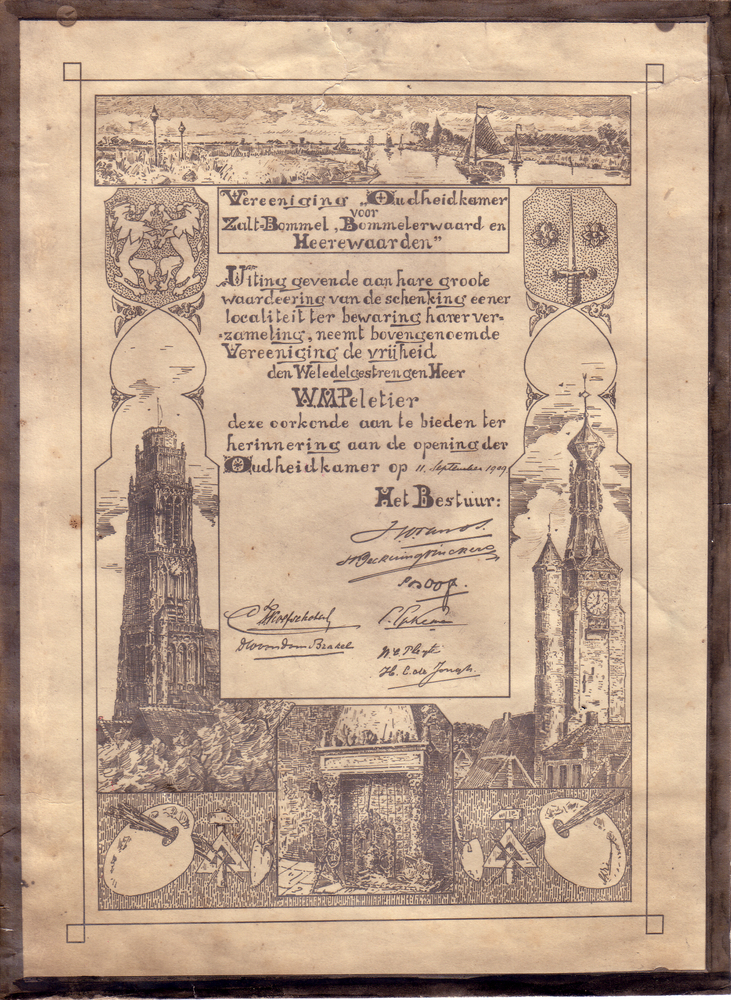 Vereeniging „Oudheidkamer
voor
Zalt-Bommel, Bommelerwaard en
Heerewaarden”
Uiting gevende aan hare groote
waardeering van de schenking eener
localiteit ter bewaring harer ver-
zameling, neemt bovengenoemde
Vereeniging de vrijheid
den Weledelgestrengen Heer
W.M.Peletier
deze oorkonde aan te bieden ter
herinnering aan de opening der
Oudheidkamer op 11 September 1909
Het Bestuur:
H. C. de Jongh.